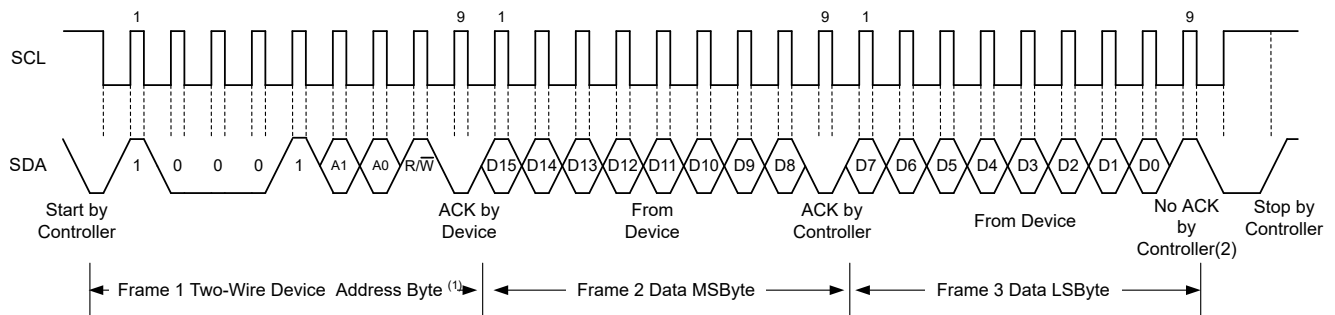 1 9 1 9 1 9
SCL
SDA
1 0 0 0 1 A1 A0 R/W̅ D15 D14 D13 D12 D11 D10 D9 D8 D7 D6 D5 D4 D3 D2 D1 D0
Start by
Controller
ACK by
Device
From
Device
ACK by
Controller
From Device
No ACK
by
Controller(2)
Stop by
Controller
Frame 1 Two-Wire Device Address Byte (1)
Frame 2 Data MSByte
Frame 3 Data LSByte